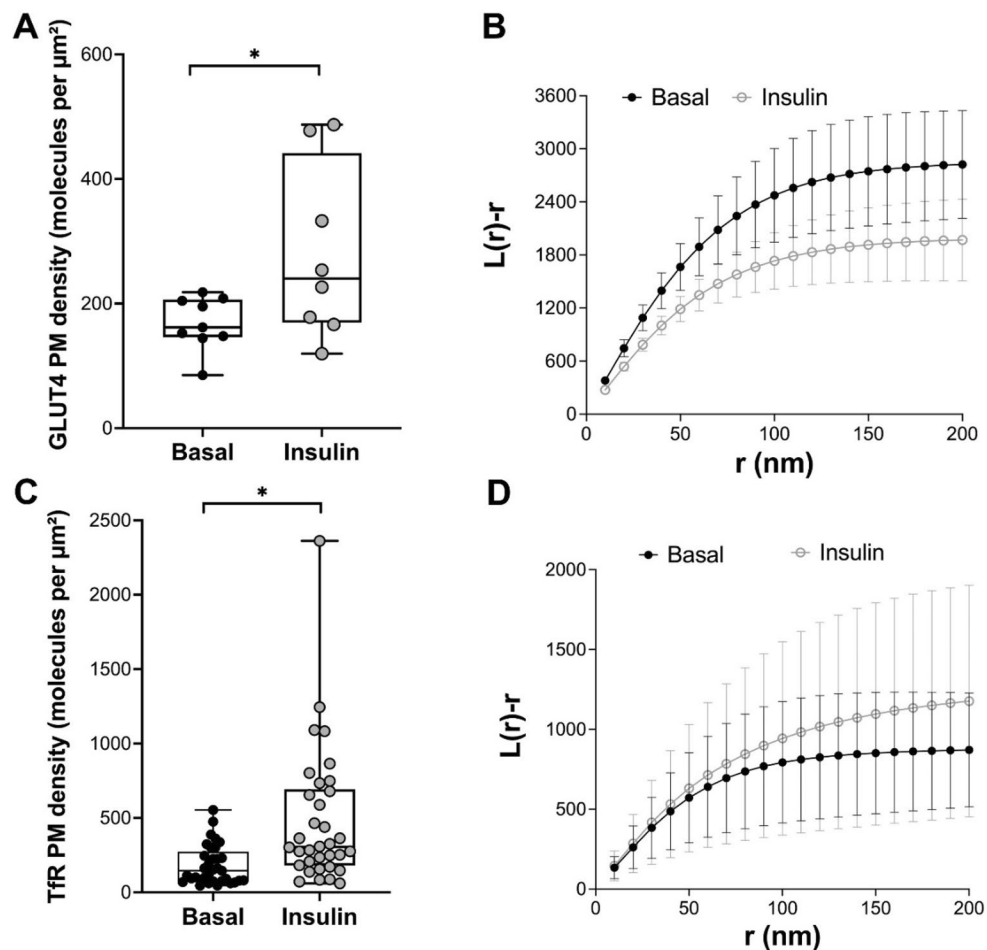 A
GLUT4 PM density (molecules per µm²)
600
400
200
0
*
Basal
Insulin
B
Basal
Insulin
L(r)-r
3600
3000
2400
1800
1200
600
0
0
50
100
150
200
r (nm)
C
TfR PM density (molecules per µm²)
2500
2000
1500
1000
500
0
*
Basal
Insulin
D
Basal
Insulin
L(r)-r
2000
1500
1000
500
0
0
50
100
150
200
r (nm)